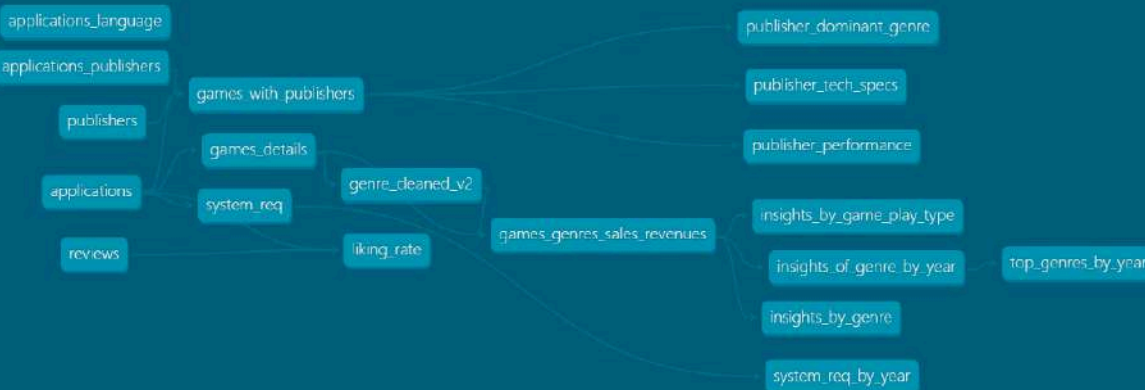 applications_language
applications_publishers
publishers
applications
reviews
games_with_publishers
games_details
system_req
genre_cleaned_v2
liking_rate
games_genres_sales_revenues
publisher_dominant_genre
publisher_tech_specs
publisher_performance
insights_by_game_play_type
insights_of_genre_by_year
top_genres_by_year
insights_by_genre
system_req_by_year